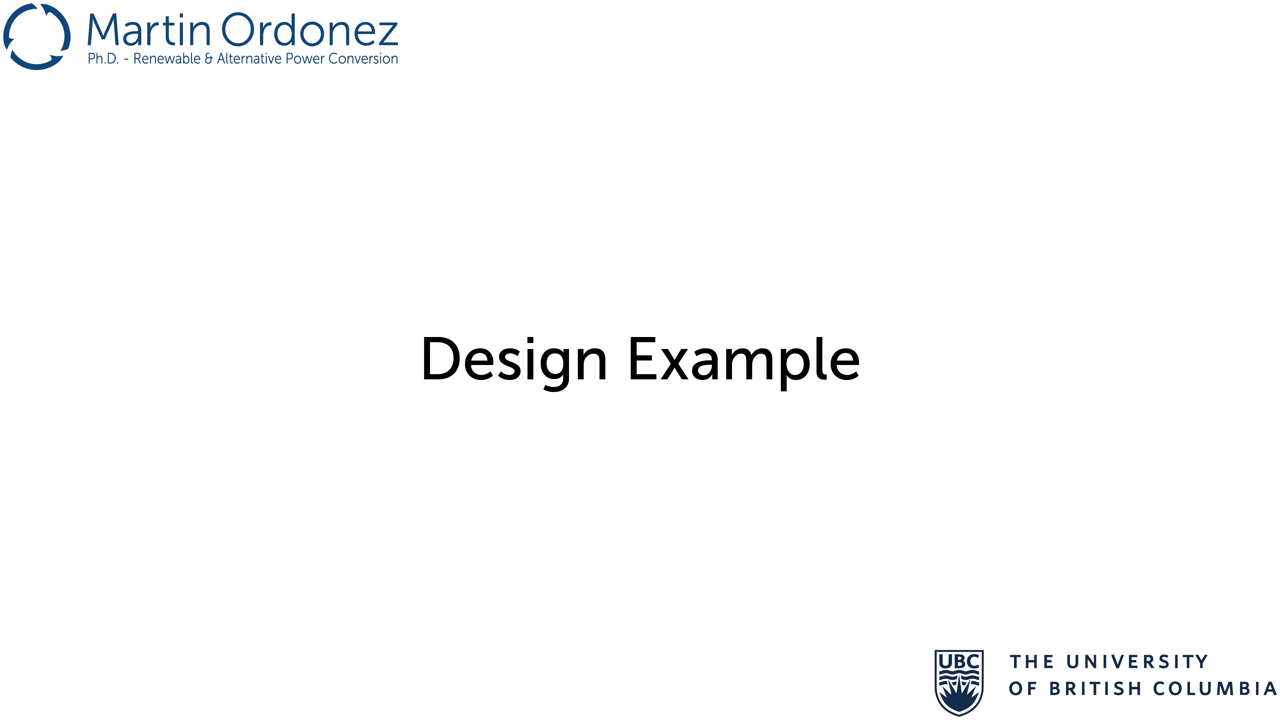 Martin Ordonez
Ph.D. - Renewable & Alternative Power Conversion
Design Example
UBC
THE UNIVERSITY
OF BRITISH COLUMBIA